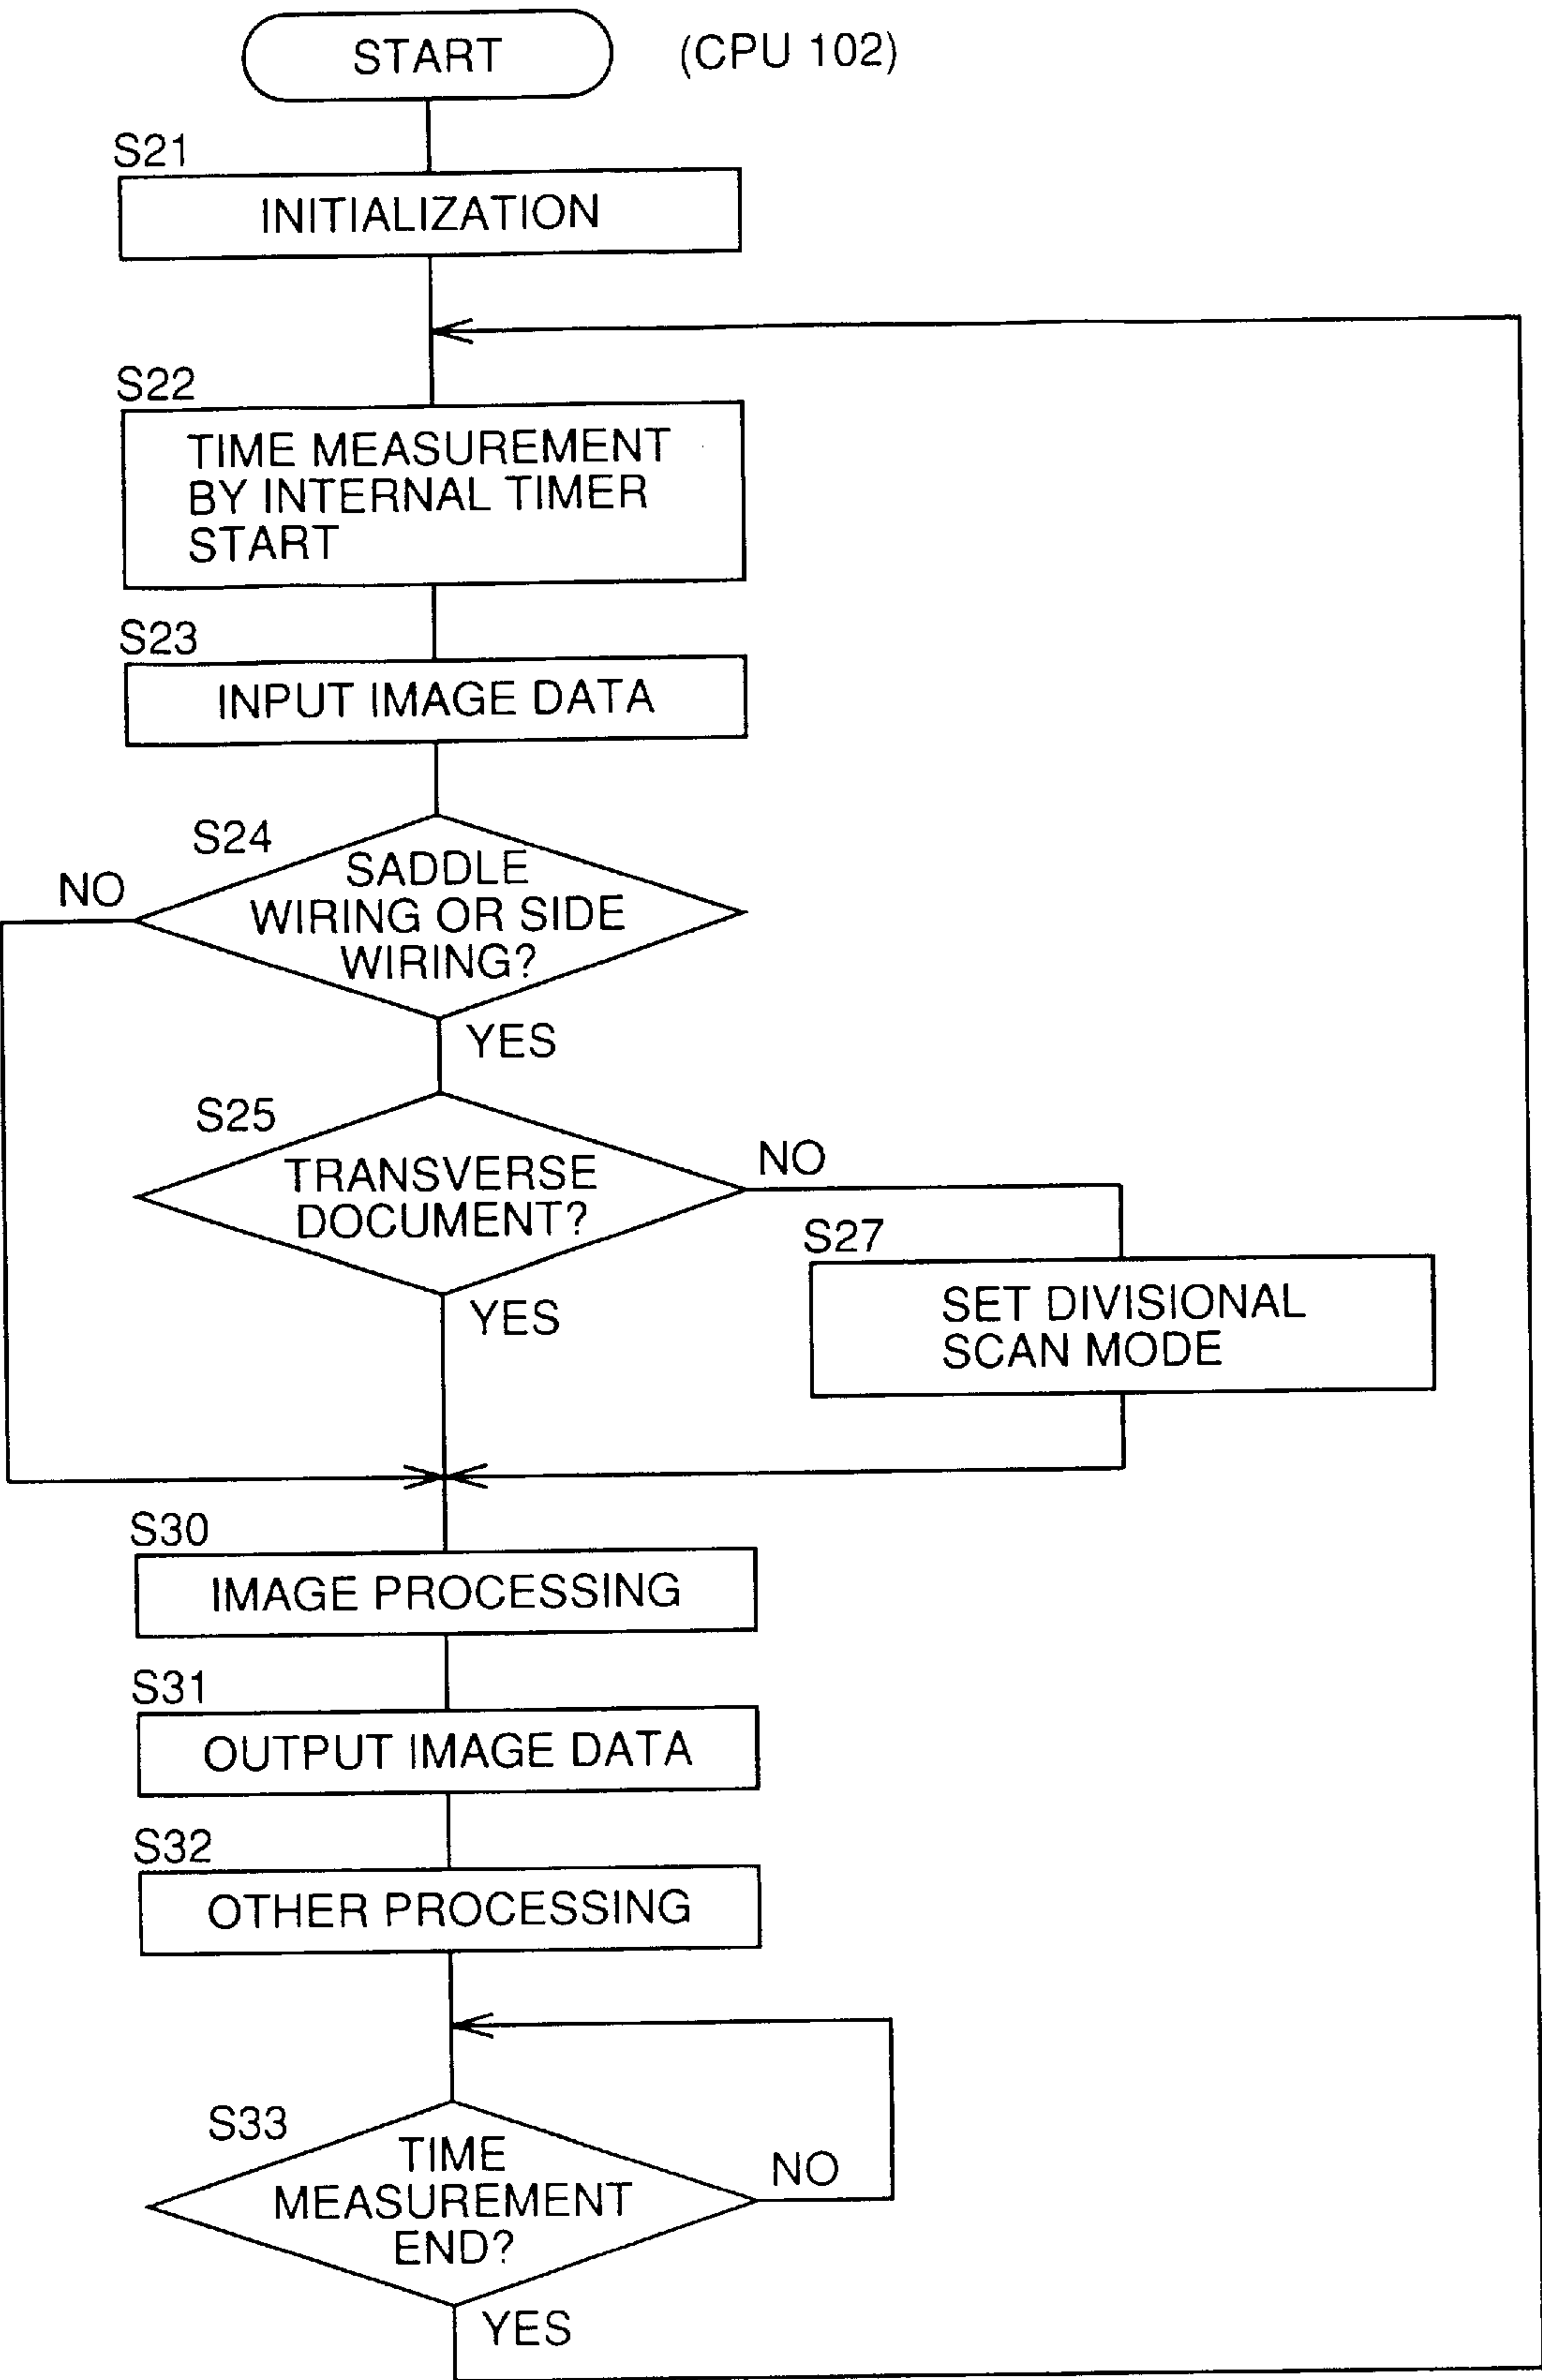 START
(CPU 102)
S21
INITIALIZATION
S22
TIME MEASUREMENT
BY INTERNAL TIMER
START
S23
INPUT IMAGE DATA
S24
NO
SADDLE
WIRING OR SIDE
WIRING?
YES
S25
TRANSVERSE
DOCUMENT?
NO
YES
S27
SET DIVISIONAL
SCAN MODE
S30
IMAGE PROCESSING
S31
OUTPUT IMAGE DATA
S32
OTHER PROCESSING
S33
TIME
MEASUREMENT
END?
NO
YES